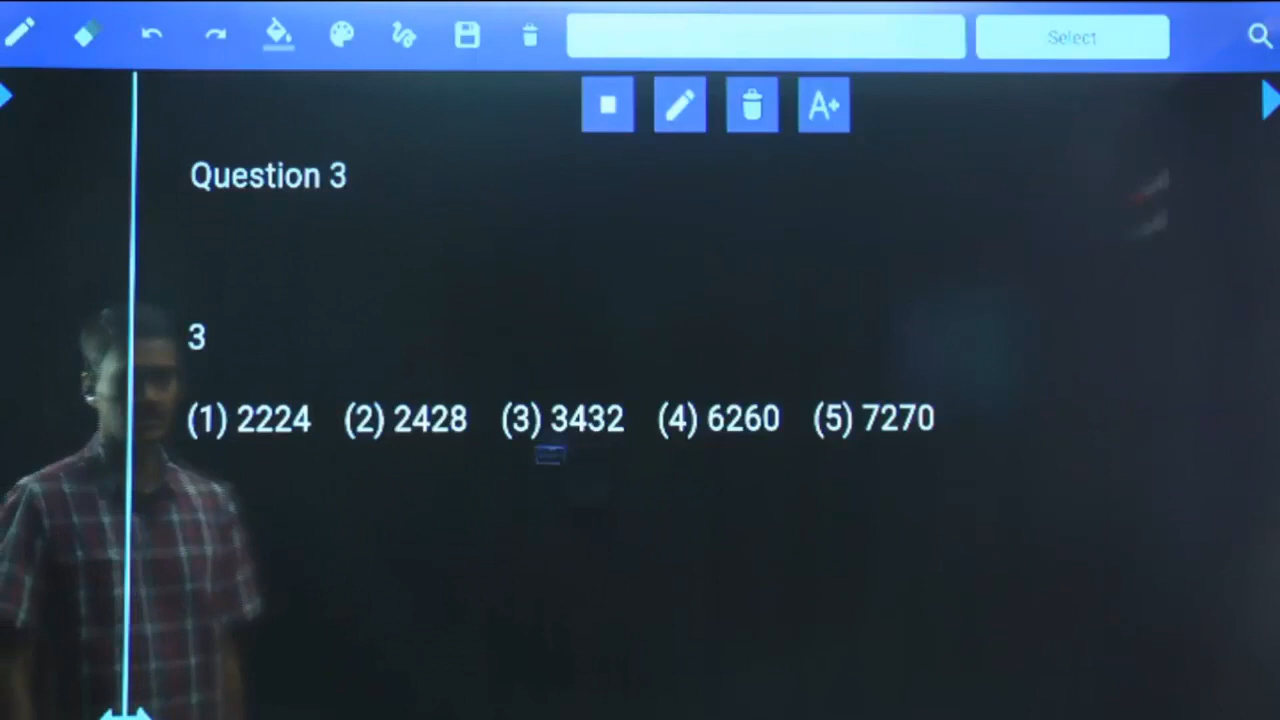 Select
A+
Question 3
3
(1) 2224 (2) 2428 (3) 3432 (4) 6260 (5) 7270